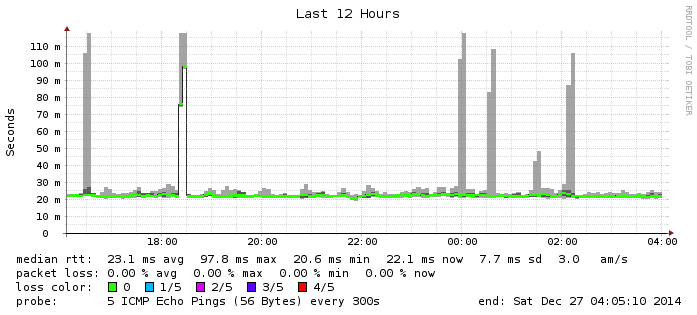 Last 12 Hours
RRDTOOL / TOBI OETIKER
Seconds
110 m
100 m
90 m
80 m
70 m
60 m
50 m
40 m
30 m
20 m
10 m
0
18:00 20:00 22:00 00:00 02:00 04:00
median rtt: 23.1 ms avg 97.8 ms max 20.6 ms min 22.1 ms now 7.7 ms sd 3.0 am/s
packet loss: 0.00 % avg 0.00 % max 0.00 % min 0.00 % now
loss color: 0 1/5 2/5 3/5 4/5
probe: 5 ICMP Echo Pings (56 Bytes) every 300s end: Sat Dec 27 04:05:10 2014